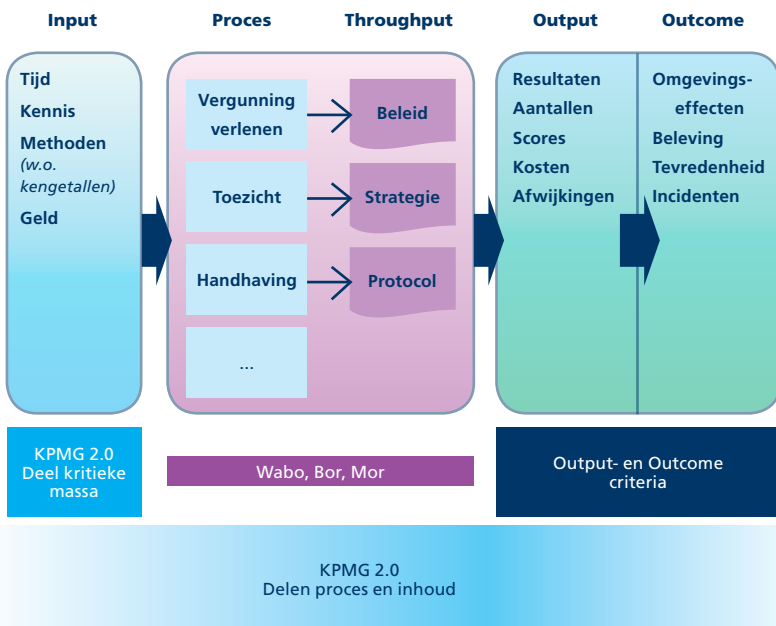 Input
Proces
Throughput
Output
Outcome
Tijd
Kennis
Methoden
(w.o.
kengetallen)
Geld
Vergunning
verlenen
Beleid
Toezicht
Strategie
Handhaving
Protocol
...
Resultaten
Aantallen
Scores
Kosten
Afwijkingen
Omgevings-
effecten
Beleving
Tevredenheid
Incidenten
KPMG 2.0
Deel kritieke
massa
Wabo, Bor, Mor
Output- en Outcome
criteria
KPMG 2.0
Delen proces en inhoud